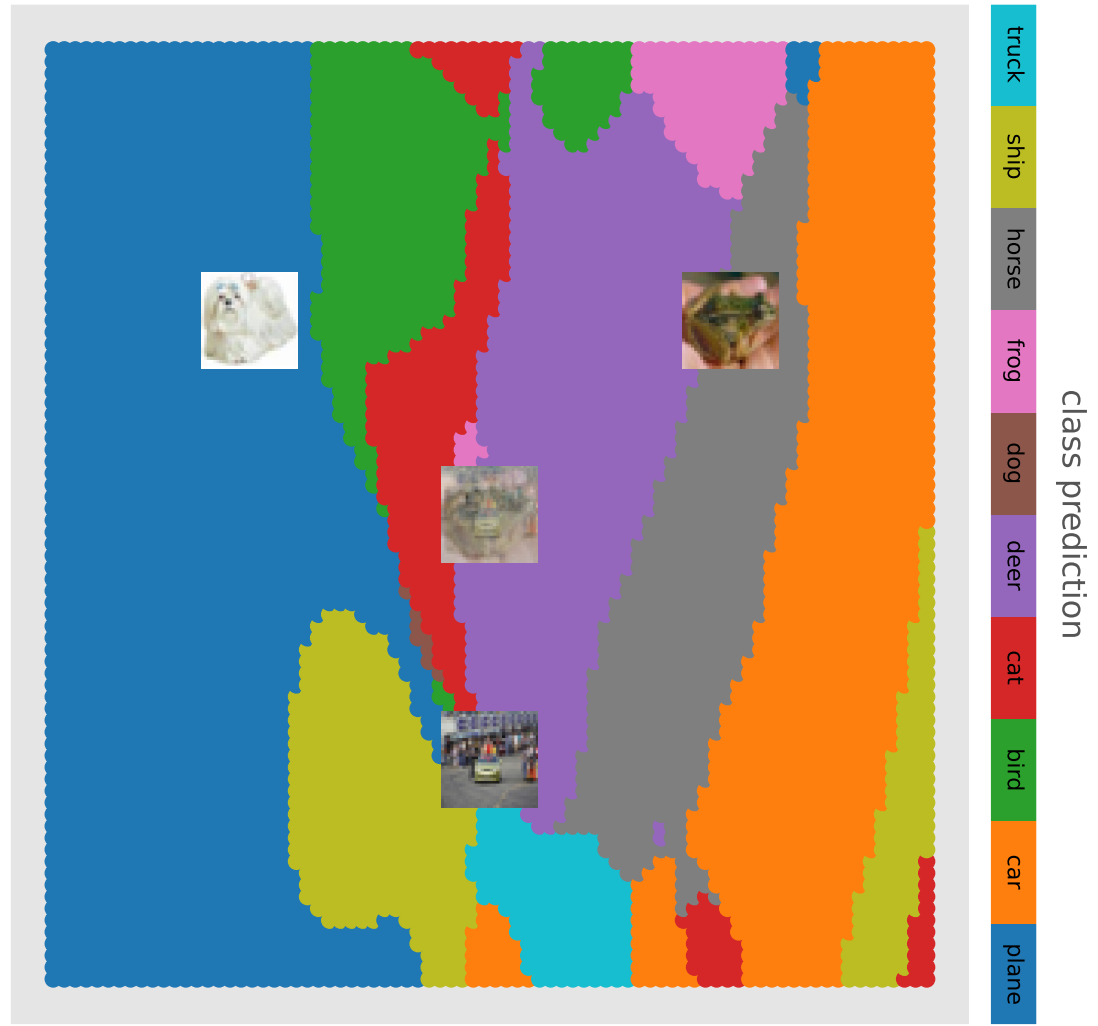 truck
ship
horse
frog
dog
deer
cat
bird
car
plane
class prediction